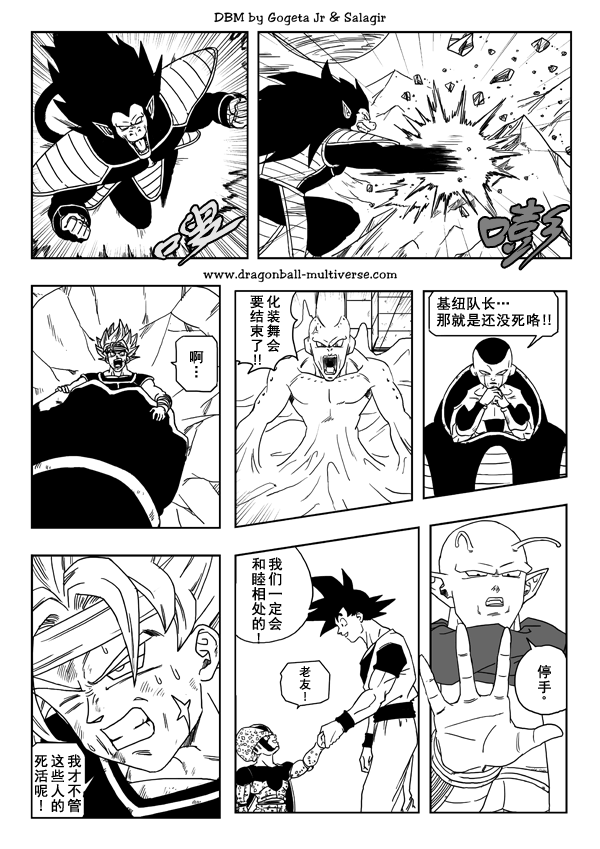 DBM by Gogeta Jr & Salagir
嘿
嘭
www.dragonball-multiverse.com
啊…
化装舞会
要结束了!!
基纽队长…
那就是还没死咯!!
我才不管
这些人的
死活呢！
我们一定会
和睦相处的！
老友！
停手。